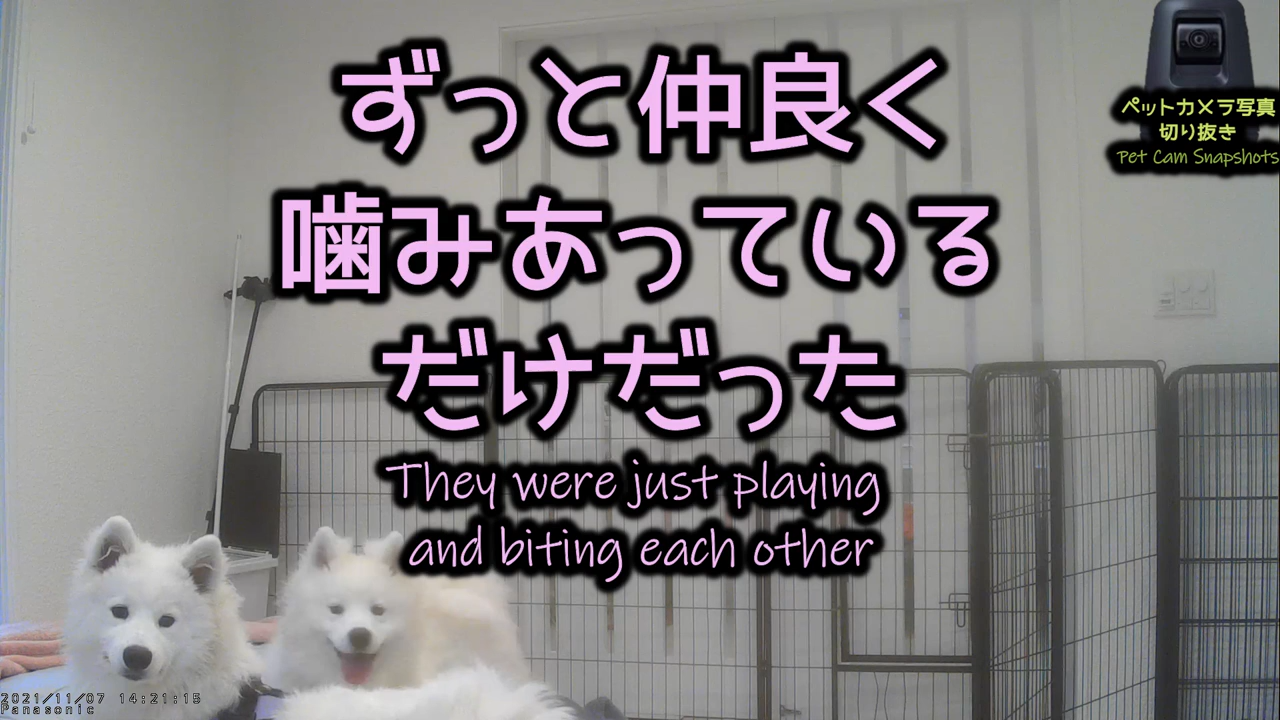 ずっと仲良く
噛みあっている
だけだった
They were just playing
and biting each other
ペットカメラ写真
切り抜き
Pet Cam Snapshots
2021/11/07 14:21:15
Panasonic